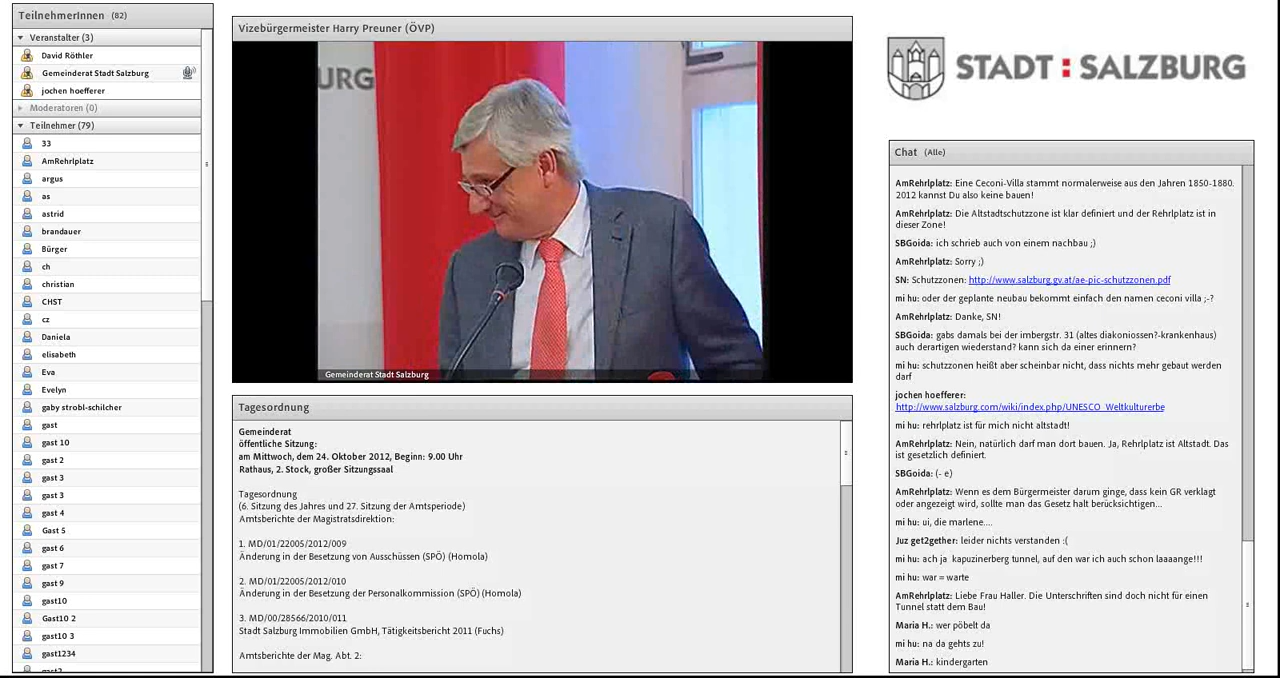 TeilnehmerInnen (82)
Veranstalter (3)
David Röthler
Gemeinderat Stadt Salzburg
jochen hoefferer
Moderatoren (0)
Teilnehmer (79)
33
AmRehrlplatz
argus
as
astrid
brandauer
Bürger
ch
christian
CHST
cz
Daniela
elisabeth
Eva
Evelyn
gaby strobl-schilcher
gast
gast 10
gast 2
gast 3
gast 3
gast 4
Gast 5
gast 6
gast 7
gast 9
gast10
Gast10 2
gast10 3
gast1234
gast2
Vizebürgermeister Harry Preuner (ÖVP)
URG
Gemeinderat Stadt Salzburg
Tagesordnung
Gemeinderat
öffentliche Sitzung:
am Mittwoch, dem 24. Oktober 2012, Beginn: 9.00 Uhr
Rathaus, 2. Stock, großer Sitzungssaal
Tagesordnung
(6. Sitzung des Jahres und 27. Sitzung der Amtsperiode)
Amtsberichte der Magistratsdirektion:
1. MD/01/22005/2012/009
Änderung in der Besetzung von Ausschüssen (SPÖ) (Homola)
2. MD/01/22005/2012/010
Änderung in der Besetzung der Personalkommission (SPÖ) (Homola)
3. MD/00/28566/2010/011
Stadt Salzburg Immobilien GmbH, Tätigkeitsbericht 2011 (Fuchs)
Amtsberichte der Mag. Abt. 2:
STADT : SALZBURG
Chat (Alle)
AmRehrlplatz: Eine Ceconi-Villa stammt normalerweise aus den Jahren 1850-1880.
2012 kannst Du also keine bauen!
AmRehrlplatz: Die Altstadtschutzzone ist klar definiert und der Rehrlplatz ist in
dieser Zone!
SBGoida: ich schrieb auch von einem nachbau ;)
AmRehrlplatz: Sorry ;)
SN: Schutzzonen: http://www.salzburg.gv.at/ae-pic-schutzzonen.pdf
mi hu: oder der geplante neubau bekommt einfach den namen ceconi villa ;-?
AmRehrlplatz: Danke, SN!
SBGoida: gabs damals bei der imbergstr. 31 (altes diakoniossen?-krankenhaus)
auch derartigen wiederstand? kann sich da einer erinnern?
mi hu: schutzzonen heißt aber scheinbar nicht, dass nichts mehr gebaut werden
darf
jochen hoefferer:
http://www.salzburg.com/wiki/index.php/UNESCO_Weltkulturerbe
mi hu: rehrlplatz ist für mich nicht altstadt!
AmRehrlplatz: Nein, natürlich darf man dort bauen. Ja, Rehrlplatz ist Altstadt. Das
ist gesetzlich definiert.
SBGoida: (- e)
AmRehrlplatz: Wenn es dem Bürgermeister darum ginge, dass kein GR verklagt
oder angezeigt wird, sollte man das Gesetz halt berücksichtigen...
mi hu: ui, die marlene....
Juz get2gether: leider nichts verstanden :(
mi hu: ach ja kapuzinerberg tunnel, auf den war ich auch schon laaaange!!!
mi hu: war = warte
AmRehrlplatz: Liebe Frau Haller. Die Unterschriften sind doch nicht für einen
Tunnel statt dem Bau!
Maria H.: wer pöbelt da
mi hu: na da gehts zu!
Maria H.: kindergarten